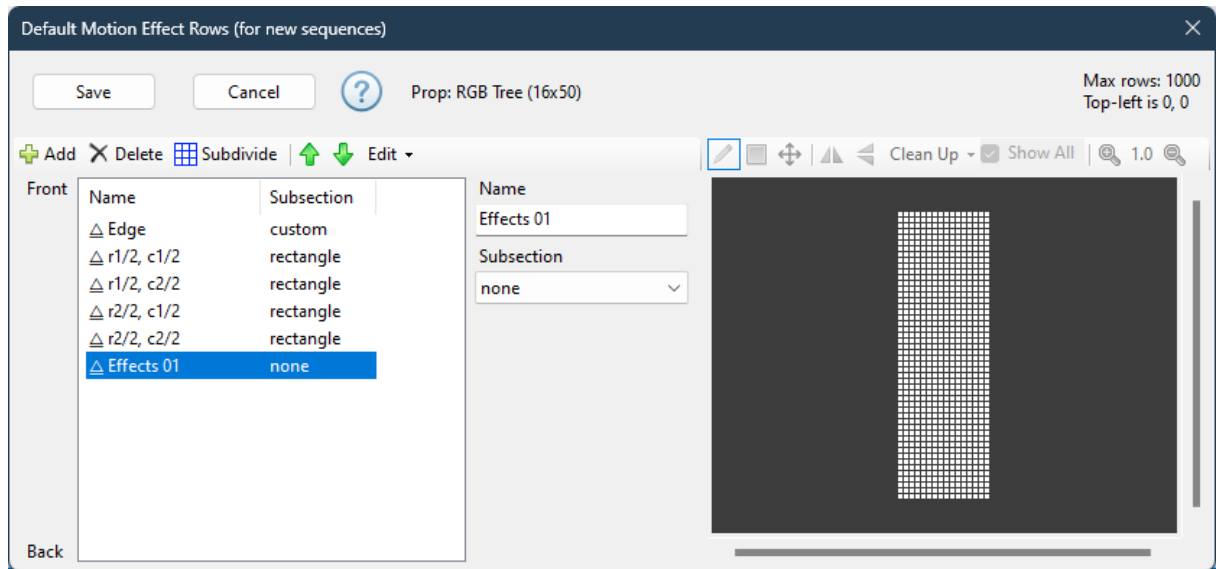 Default Motion Effect Rows (for new sequences)
Save
Cancel
?
Prop: RGB Tree (16x50)
Max rows: 1000
Top-left is 0, 0
Add
Delete
Subdivide
Edit
Clean Up
Show All
1.0
Front
Name Subsection
Edge custom
r1/2, c1/2 rectangle
r1/2, c2/2 rectangle
r2/2, c1/2 rectangle
r2/2, c2/2 rectangle
Effects 01 none
Back
Name
Effects 01
Subsection
none